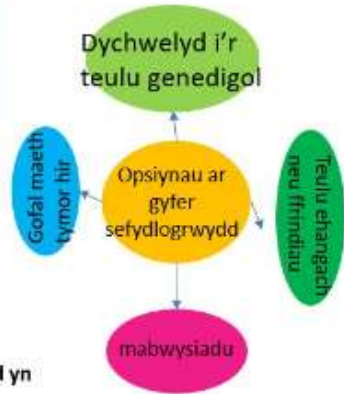 Dychwelyd i'r
teulu genedigol
Gofal maeth
tymor hir
Opsiynau ar
gyfer
sefydlogrwydd
Teulu ehangach
neu ffrindiau
mabwysiadu
yn